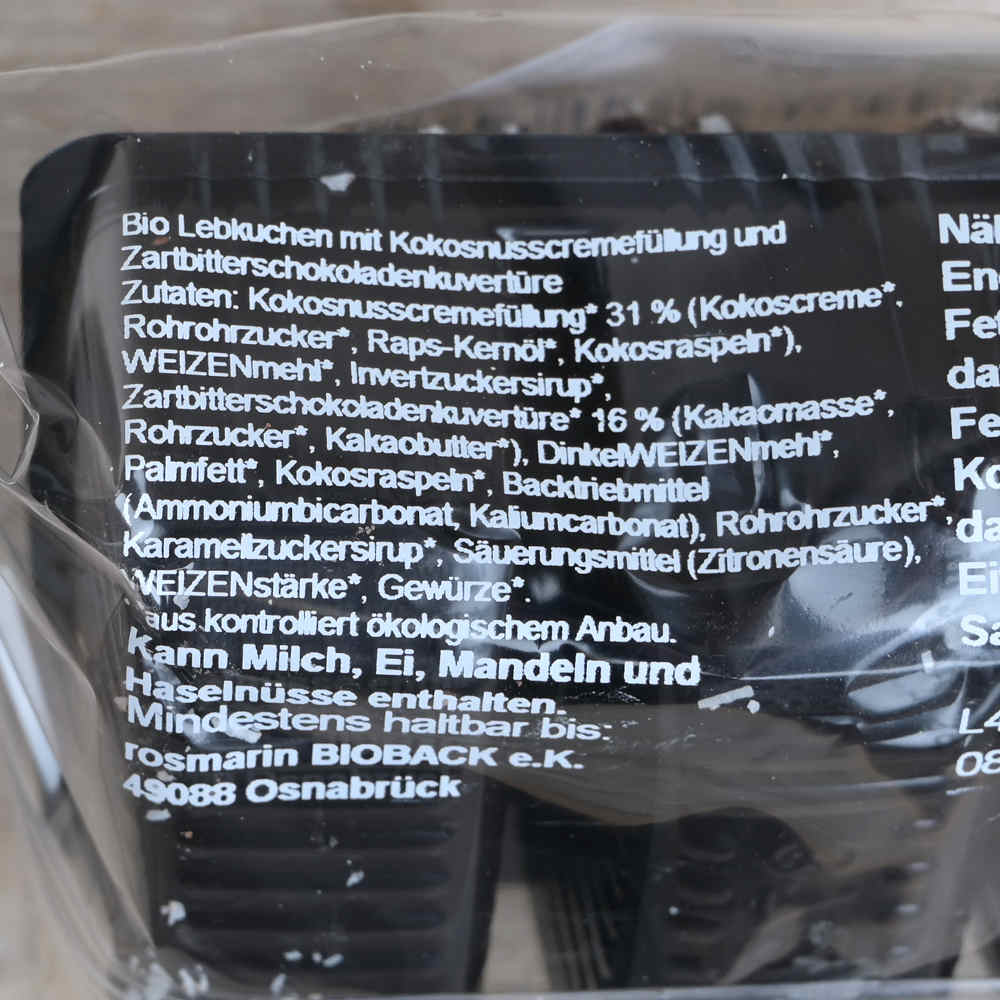 Bio Lebkuchen mit Kokosnusscremefüllung und
Zartbitterschokoladenkuvertüre
Zutaten: Kokosnusscremefüllung* 31 % (Kokoscreme*,
Rohrohrzucker*, Raps-Kernöl*, Kokosraspeln*),
WEIZENmehl*, Invertzuckersirup*,
Zartbitterschokoladenkuvertüre* 16 % (Kakaomasse*,
Rohrzucker*, Kakaobutter*), DinkelWEIZENmehl*,
Palmfett*, Kokosraspeln*, Backtriebmittel
(Ammoniumbicarbonat, Kaliumcarbonat), Rohrohrzucker*,
Karamellzuckersirup*, Säuerungsmittel (Zitronensäure),
WEIZENstärke*, Gewürze*.
aus kontrolliert ökologischem Anbau.
Kann Milch, Ei, Mandeln und
Haselnüsse enthalten.
Mindestens haltbar bis:
rosmarin BIOBACK e.K.
49088 Osnabrück